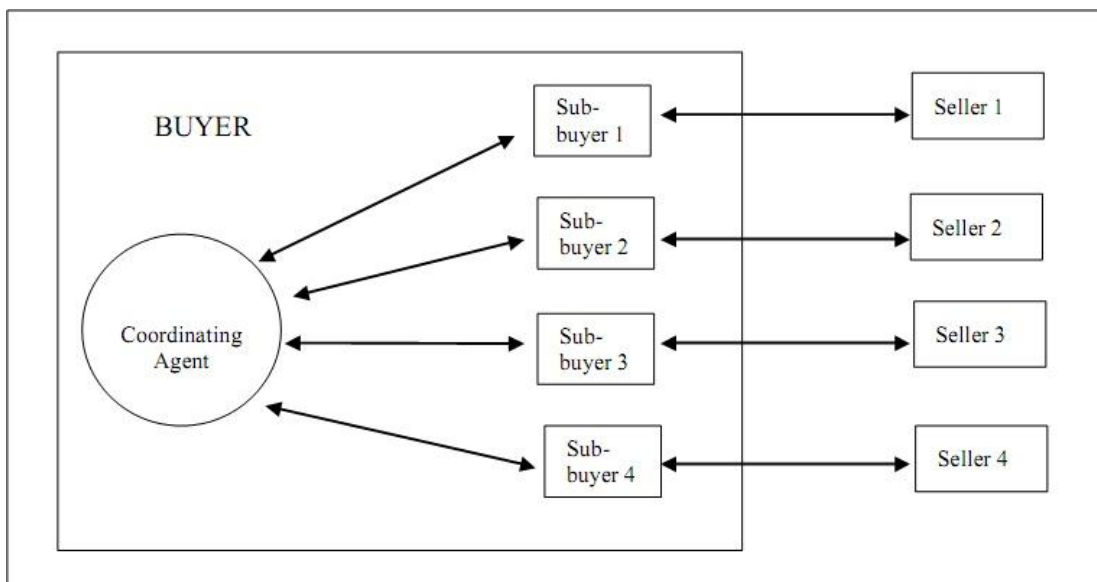 BUYER
Sub-
buyer 1
Seller 1
Sub-
buyer 2
Seller 2
Coordinating
Agent
Sub-
buyer 3
Seller 3
Sub-
buyer 4
Seller 4